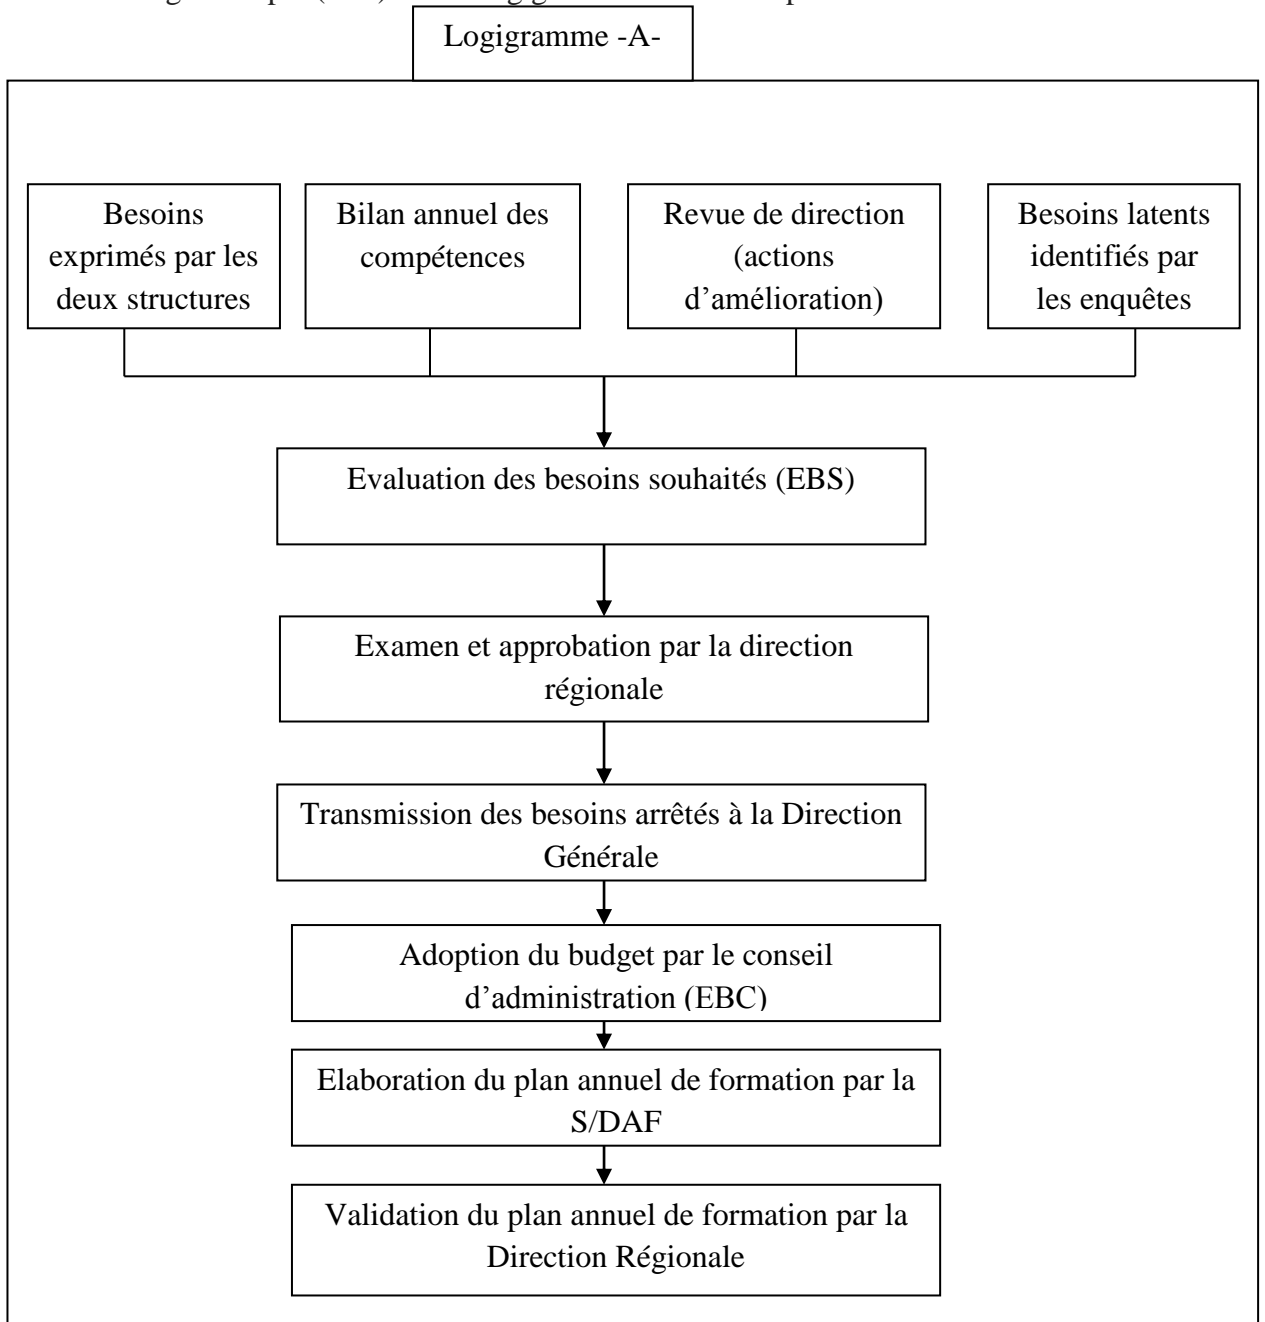 Logigramme -A-
Besoins
exprimés par les
deux structures
Bilan annuel des
compétences
Revue de direction
(actions
d’amélioration)
Besoins latents
identifiés par
les enquêtes
Evaluation des besoins souhaités (EBS)
Examen et approbation par la direction
régionale
Transmission des besoins arrêtés à la Direction
Générale
Adoption du budget par le conseil
d’administration (EBC)
Elaboration du plan annuel de formation par la
S/DAF
Validation du plan annuel de formation par la
Direction Régionale